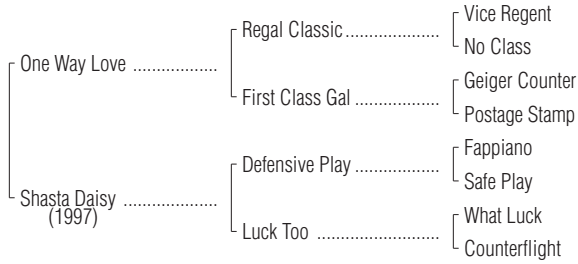 Vice Regent
Regal Classic.....................
No Class
One Way Love ...................
Geiger Counter
First Class Gal ...................
Postage Stamp
Fappiano
Defensive Play ...................
Safe Play
Shasta Daisy .....................
(1997)
What Luck
Luck Too ...........................
Counterflight